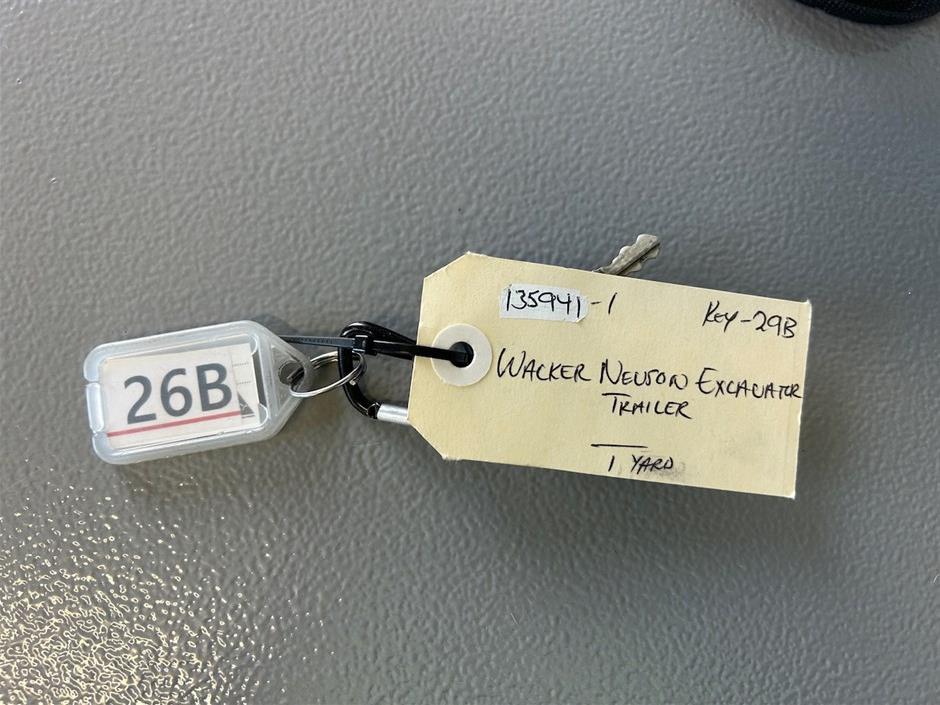 26B
135941-1
Key-29B
WACKER NEUSON EXCAVATOR
TRAILER
1 YARD